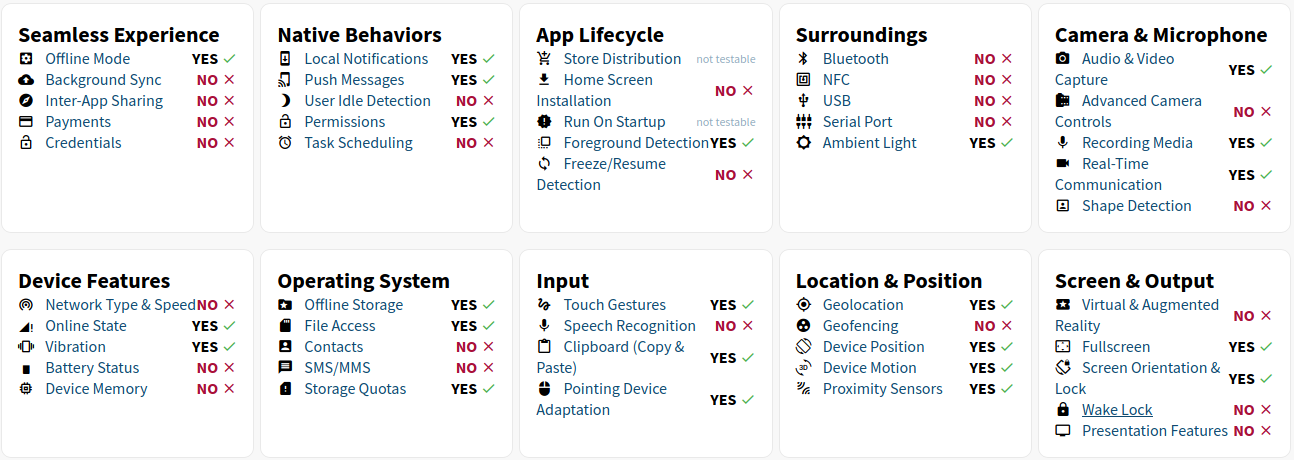 Seamless Experience
Offline Mode YES
Background Sync NO
Inter-App Sharing NO
Payments NO
Credentials NO
Native Behaviors
Local Notifications YES
Push Messages YES
User Idle Detection NO
Permissions YES
Task Scheduling NO
App Lifecycle
Store Distribution not testable
Home Screen
Installation NO
Run On Startup not testable
Foreground Detection YES
Freeze/Resume
Detection NO
Surroundings
Bluetooth NO
NFC NO
USB NO
Serial Port NO
Ambient Light YES
Camera & Microphone
Audio & Video
Capture YES
Advanced Camera
Controls NO
Recording Media YES
Real-Time
Communication YES
Shape Detection NO
Device Features
Network Type & Speed NO
Online State YES
Vibration YES
Battery Status NO
Device Memory NO
Operating System
Offline Storage YES
File Access YES
Contacts NO
SMS/MMS NO
Storage Quotas YES
Input
Touch Gestures YES
Speech Recognition NO
Clipboard (Copy &
Paste) YES
Pointing Device
Adaptation YES
Location & Position
Geolocation YES
Geofencing NO
Device Position YES
3D Device Motion YES
Proximity Sensors YES
Screen & Output
Virtual & Augmented
Reality NO
Fullscreen YES
Screen Orientation &
Lock YES
Wake Lock NO
Presentation Features NO